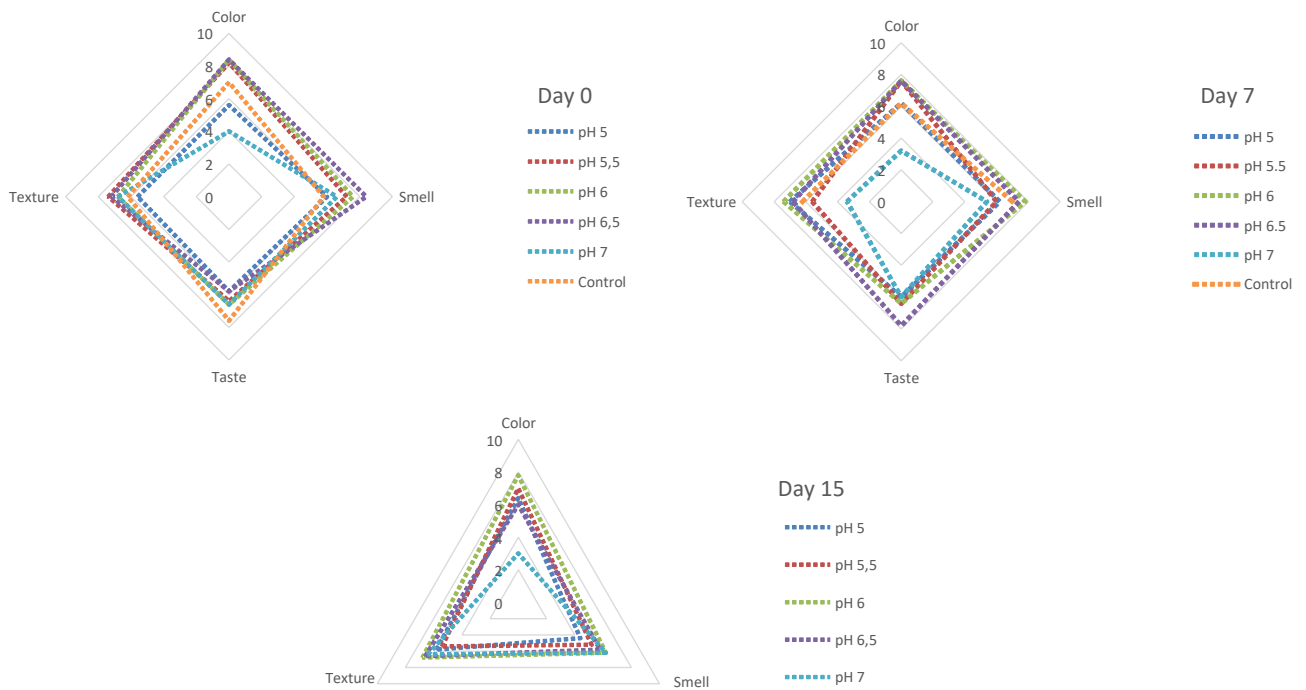 Color
10
8
6
4
2
0
Texture
Smell
Taste
Day 0
pH 5
pH 5,5
pH 6
pH 6,5
pH 7
Control
Color
10
8
6
4
2
0
Texture
Smell
Taste
Day 7
pH 5
pH 5.5
pH 6
pH 6.5
pH 7
Control
Color
10
8
6
4
2
0
Texture
Smell
Day 15
pH 5
pH 5,5
pH 6
pH 6,5
pH 7